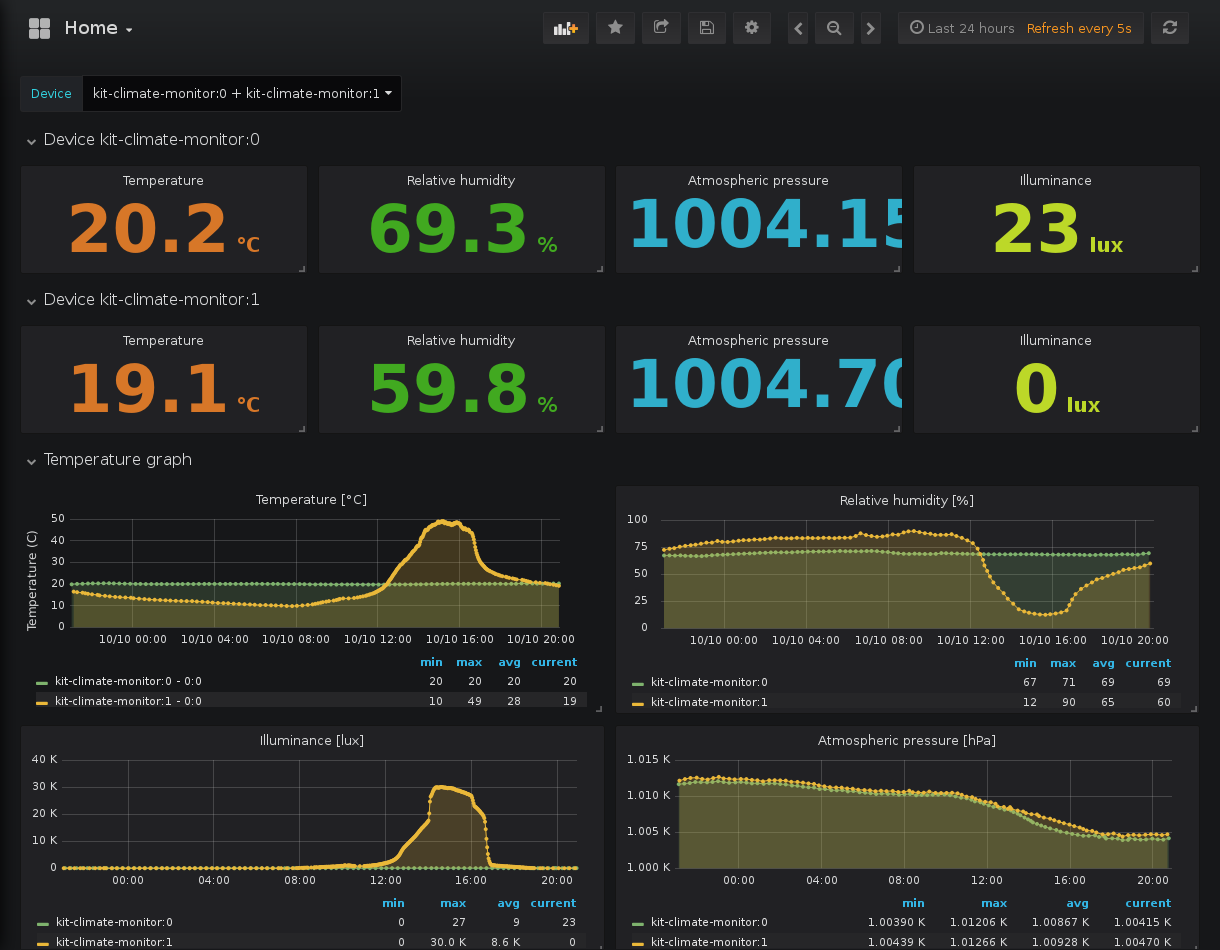 Home
Last 24 hours Refresh every 5s
Device kit-climate-monitor:0 + kit-climate-monitor:1
Device kit-climate-monitor:0
Temperature Relative humidity Atmospheric pressure Illuminance
20.2 °C 69.3 % 1004.15 23 lux
Device kit-climate-monitor:1
Temperature Relative humidity Atmospheric pressure Illuminance
19.1 °C 59.8 % 1004.70 0 lux
Temperature graph
Temperature [°C]
Temperature (C)
50
40
30
20
10
0
10/10 00:00 10/10 04:00 10/10 08:00 10/10 12:00 10/10 16:00 10/10 20:00
min max avg current
kit-climate-monitor:0 - 0:0 20 20 20 20
kit-climate-monitor:1 - 0:0 10 49 28 19
Relative humidity [%]
100
75
50
25
0
10/10 00:00 10/10 04:00 10/10 08:00 10/10 12:00 10/10 16:00 10/10 20:00
min max avg current
kit-climate-monitor:0 67 71 69 69
kit-climate-monitor:1 12 90 65 60
Illuminance [lux]
40 K
30 K
20 K
10 K
0
00:00 04:00 08:00 12:00 16:00 20:00
min max avg current
kit-climate-monitor:0 0 27 9 23
kit-climate-monitor:1 0 30.0 K 8.6 K 0
Atmospheric pressure [hPa]
1.015 K
1.010 K
1.005 K
1.000 K
00:00 04:00 08:00 12:00 16:00 20:00
min max avg current
kit-climate-monitor:0 1.00390 K 1.01206 K 1.00867 K 1.00415 K
kit-climate-monitor:1 1.00439 K 1.01266 K 1.00928 K 1.00470 K